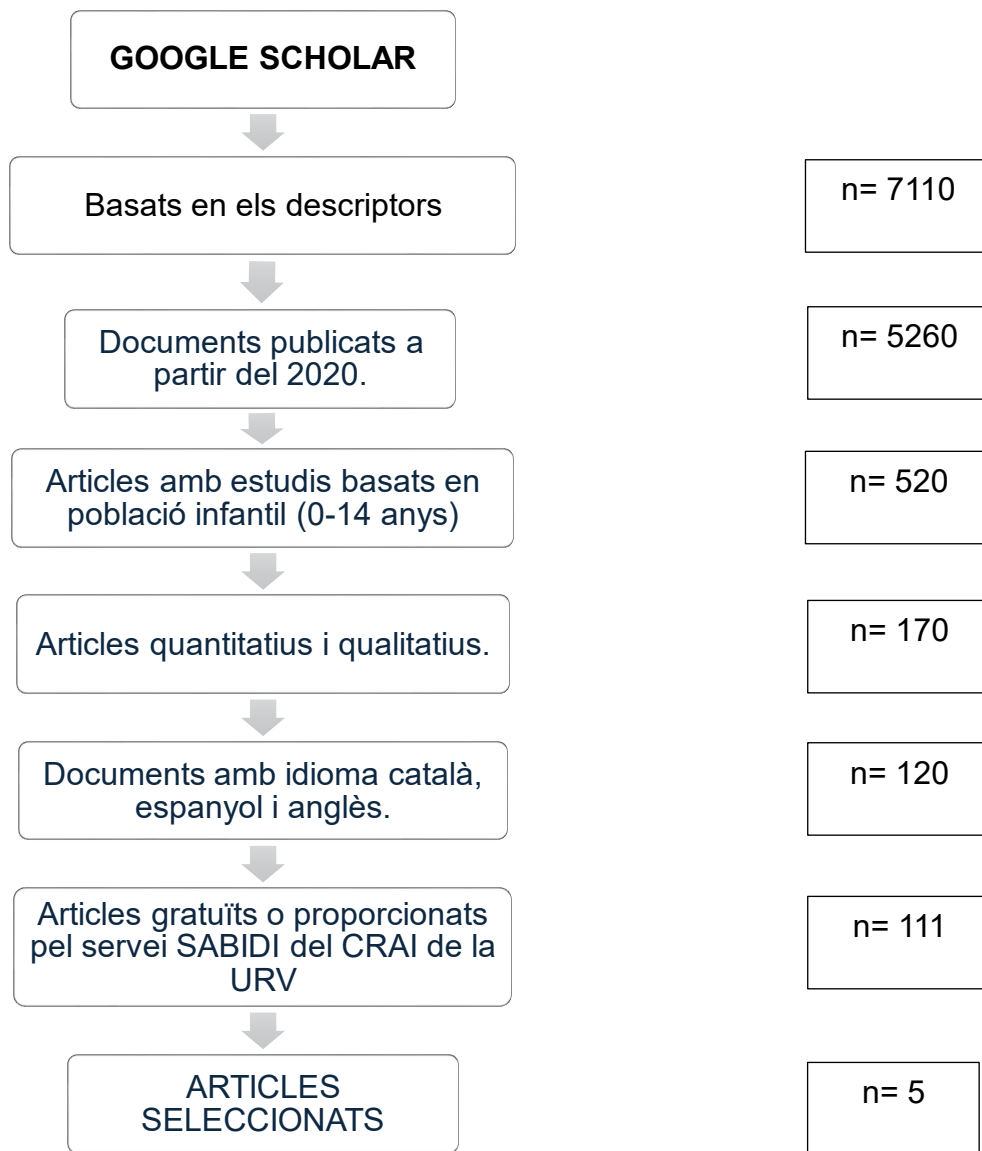 GOOGLE SCHOLAR
Basats en els descriptors
n= 7110
Documents publicats a
partir del 2020.
n= 5260
Articles amb estudis basats en
població infantil (0-14 anys)
n= 520
Articles quantitatius i qualitatius.
n= 170
Documents amb idioma català,
espanyol i anglès.
n= 120
Articles gratuïts o proporcionats
pel servei SABIDI del CRAI de la
URV
n= 111
ARTICLES
SELECCIONATS
n= 5